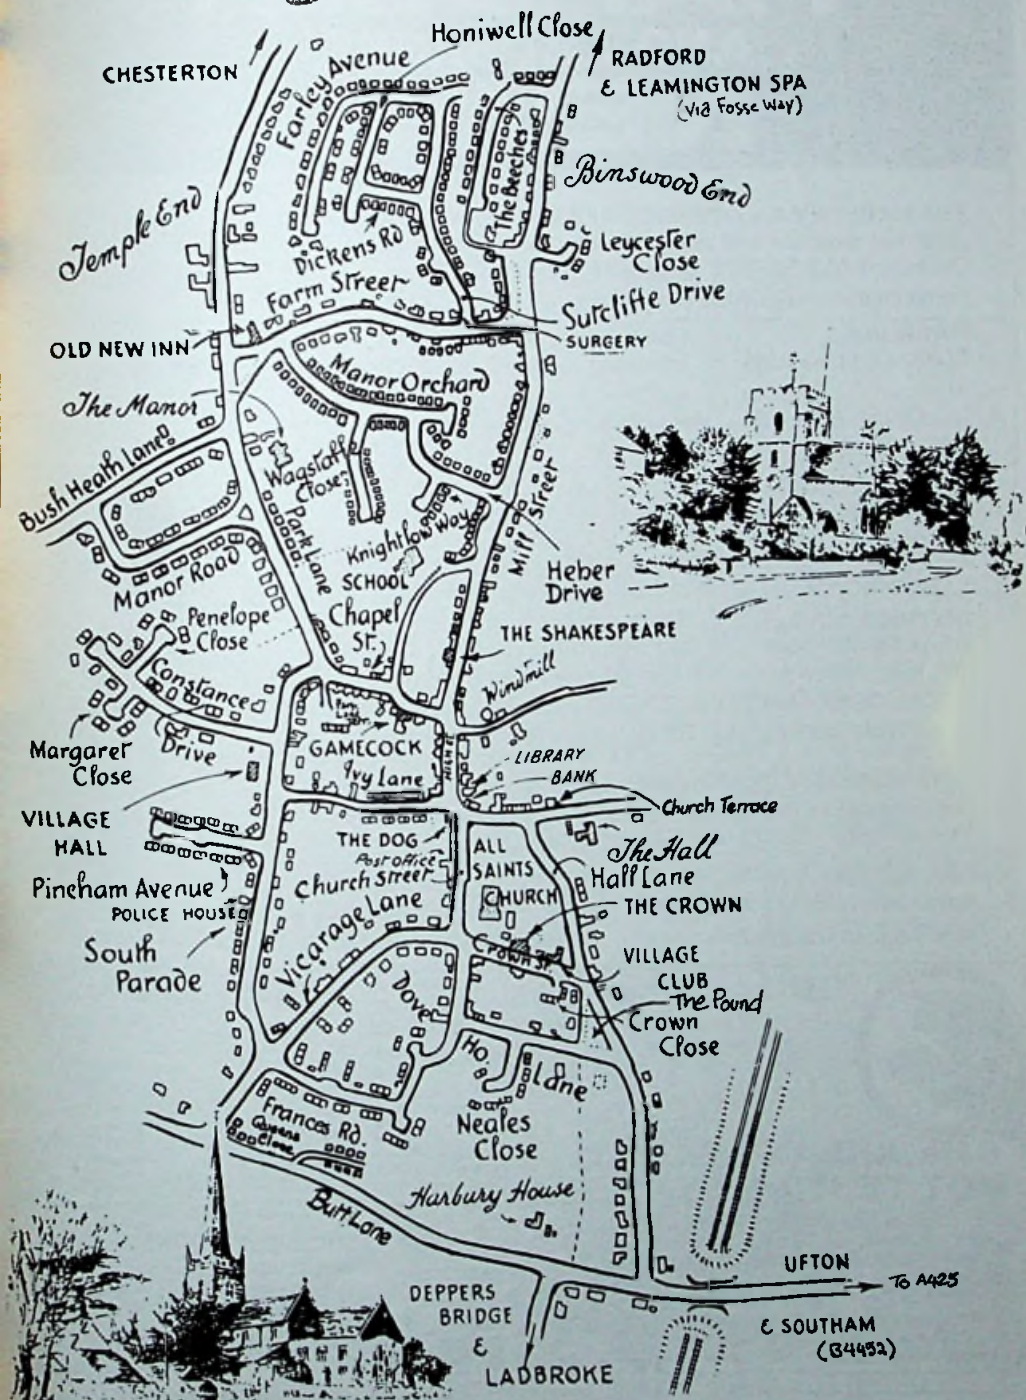 Honiwell Close
CHESTERTON
RADFORD
& LEAMINGTON SPA
(Via Fosse Way)
Farley Avenue
The Beeches
Binswood End
Temple End
Dickens Rd
Leycester
Close
Farm Street
Sutcliffe Drive
OLD NEW INN
SURGERY
Manor Orchard
The Manor
Bush Heath Lane
Wagstaff
Close
Park Lane
Knightlow Way
Mill Street
SCHOOL
Heber
Drive
Manor Road
Penelope
Close
Chapel
St.
THE SHAKESPEARE
Constance
Drive
Windmill
Margaret
Close
GAMECOCK
HIGH ST
Ivy Lane
LIBRARY
BANK
VILLAGE
HALL
Church Terrace
THE DOG
Post office
Church Street
ALL
SAINTS
CHURCH
The Hall
Hall Lane
Pineham Avenue
POLICE HOUSE
THE CROWN
South
Parade
Vicarage Lane
Crown St.
VILLAGE
CLUB
The Pound
Crown
Close
Dovehouse
Lane
Frances Rd.
Queens
Close
Neales
Close
Harbury House
Butt Lane
DEPPERS
BRIDGE
&
LADBROKE
UFTON
To A425
& SOUTHAM
(B4452)